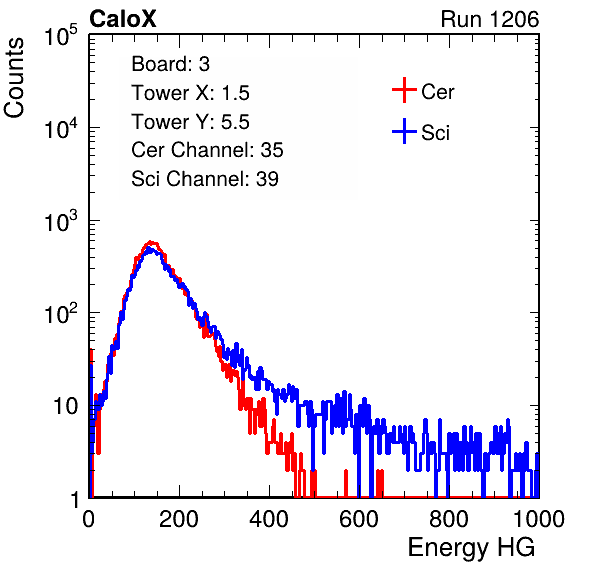 CaloX Run 1206
Counts
Board: 3
Tower X: 1.5
Tower Y: 5.5
Cer Channel: 35
Sci Channel: 39
Cer
Sci
10^5
10^4
10^3
10^2
10
1
0 200 400 600 800 1000
Energy HG